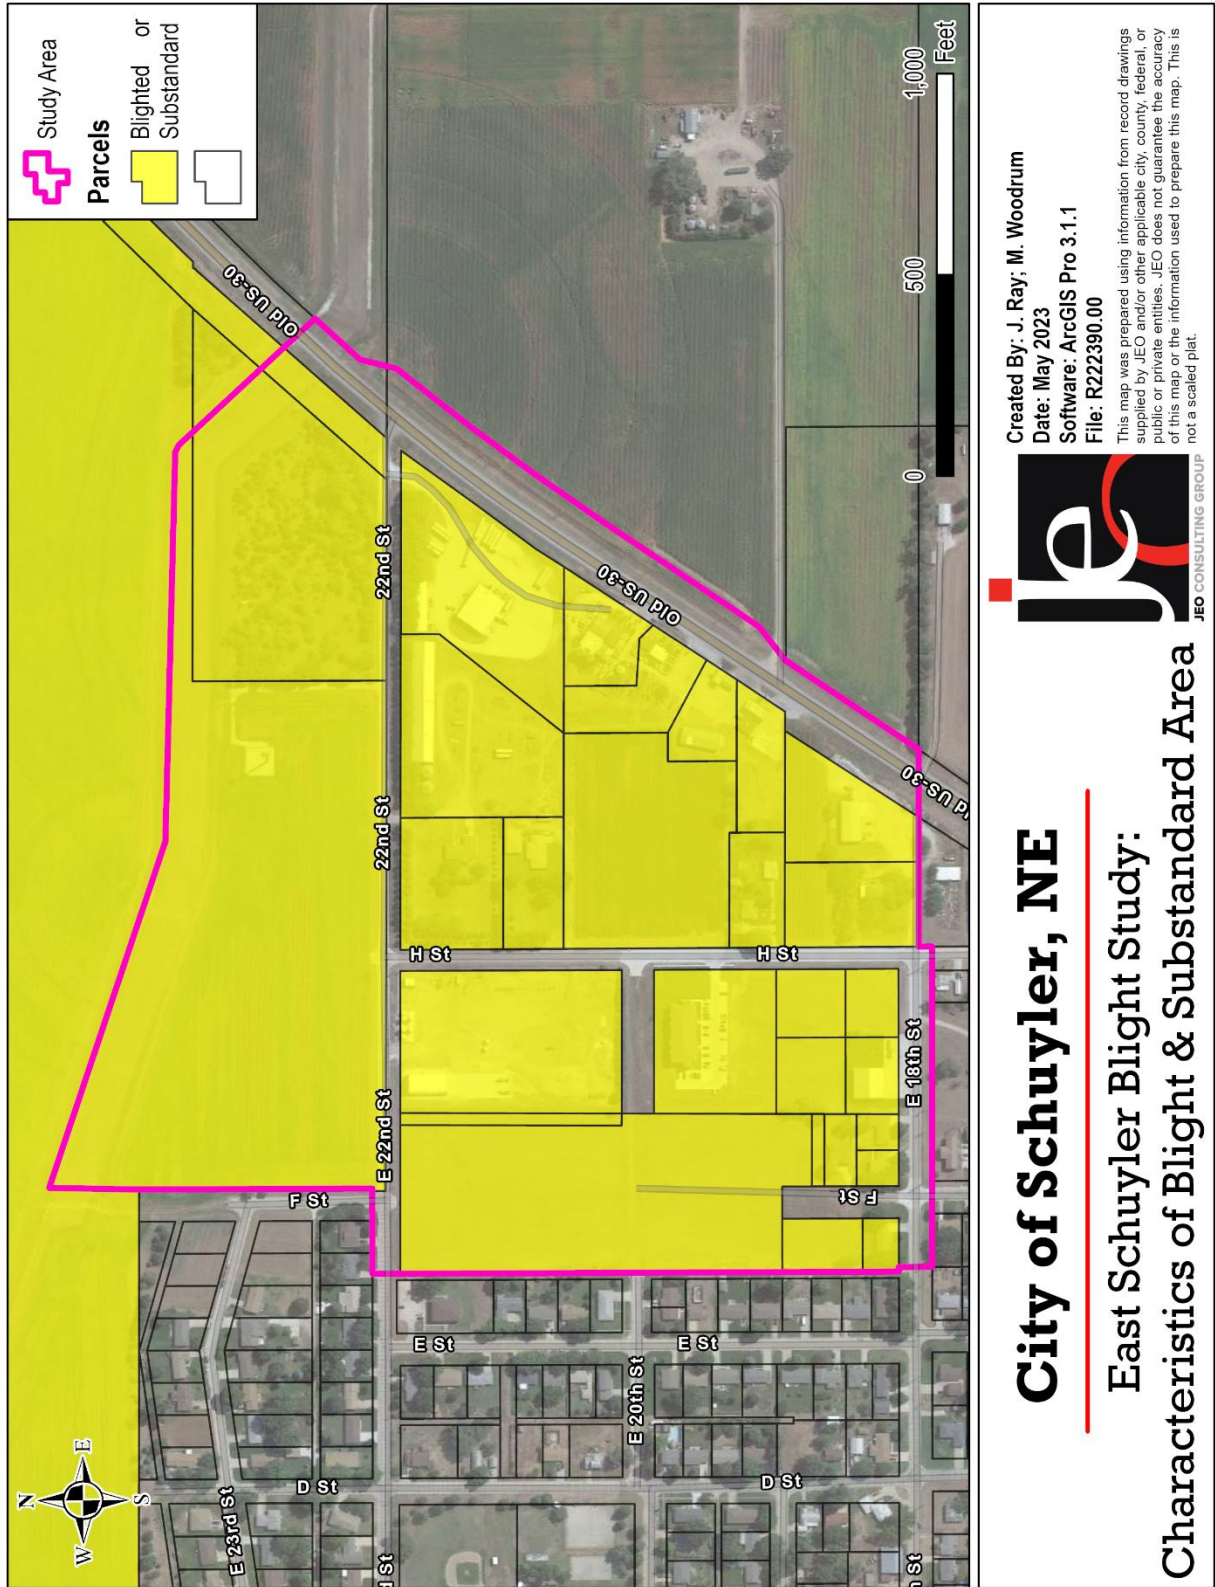 N
W
E
S
Study Area
Parcels
Blighted or
Substandard
Old US-30
22nd St
22nd St
E 22nd St
F St
E 23rd St
D St
H St
E St
Old US-30
E 20th St
H St
E St
D St
F St
E 18th St
0
500
1,000
Feet
City of Schuyler, NE
East Schuyler Blight Study:
Characteristics of Blight & Substandard Area
jeo
JEO CONSULTING GROUP
Created By: J. Ray; M. Woodrum
Date: May 2023
Software: ArcGIS Pro 3.1.1
File: R222390.00
This map was prepared using information from record drawings
supplied by JEO and/or other applicable city, county, federal, or
public or private entities. JEO does not guarantee the accuracy
of this map or the information used to prepare this map. This is
not a scaled plat.